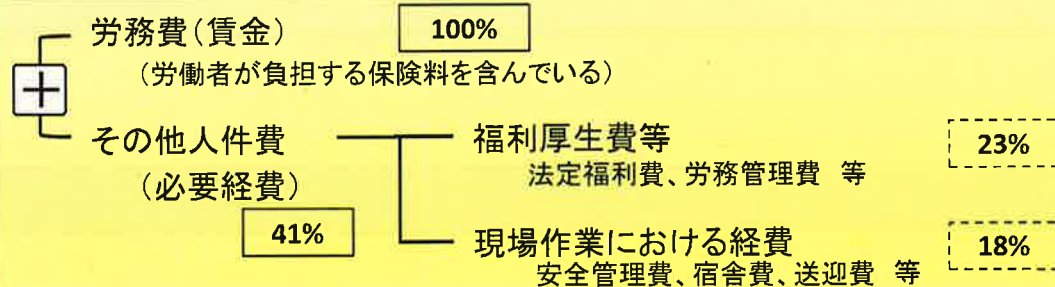 労務費(賃金) 100%
(労働者が負担する保険料を含んでいる)
+
その他人件費 福利厚生費等 23%
(必要経費) 法定福利費、労務管理費 等
41%
現場作業における経費 18%
安全管理費、宿舎費、送迎費 等